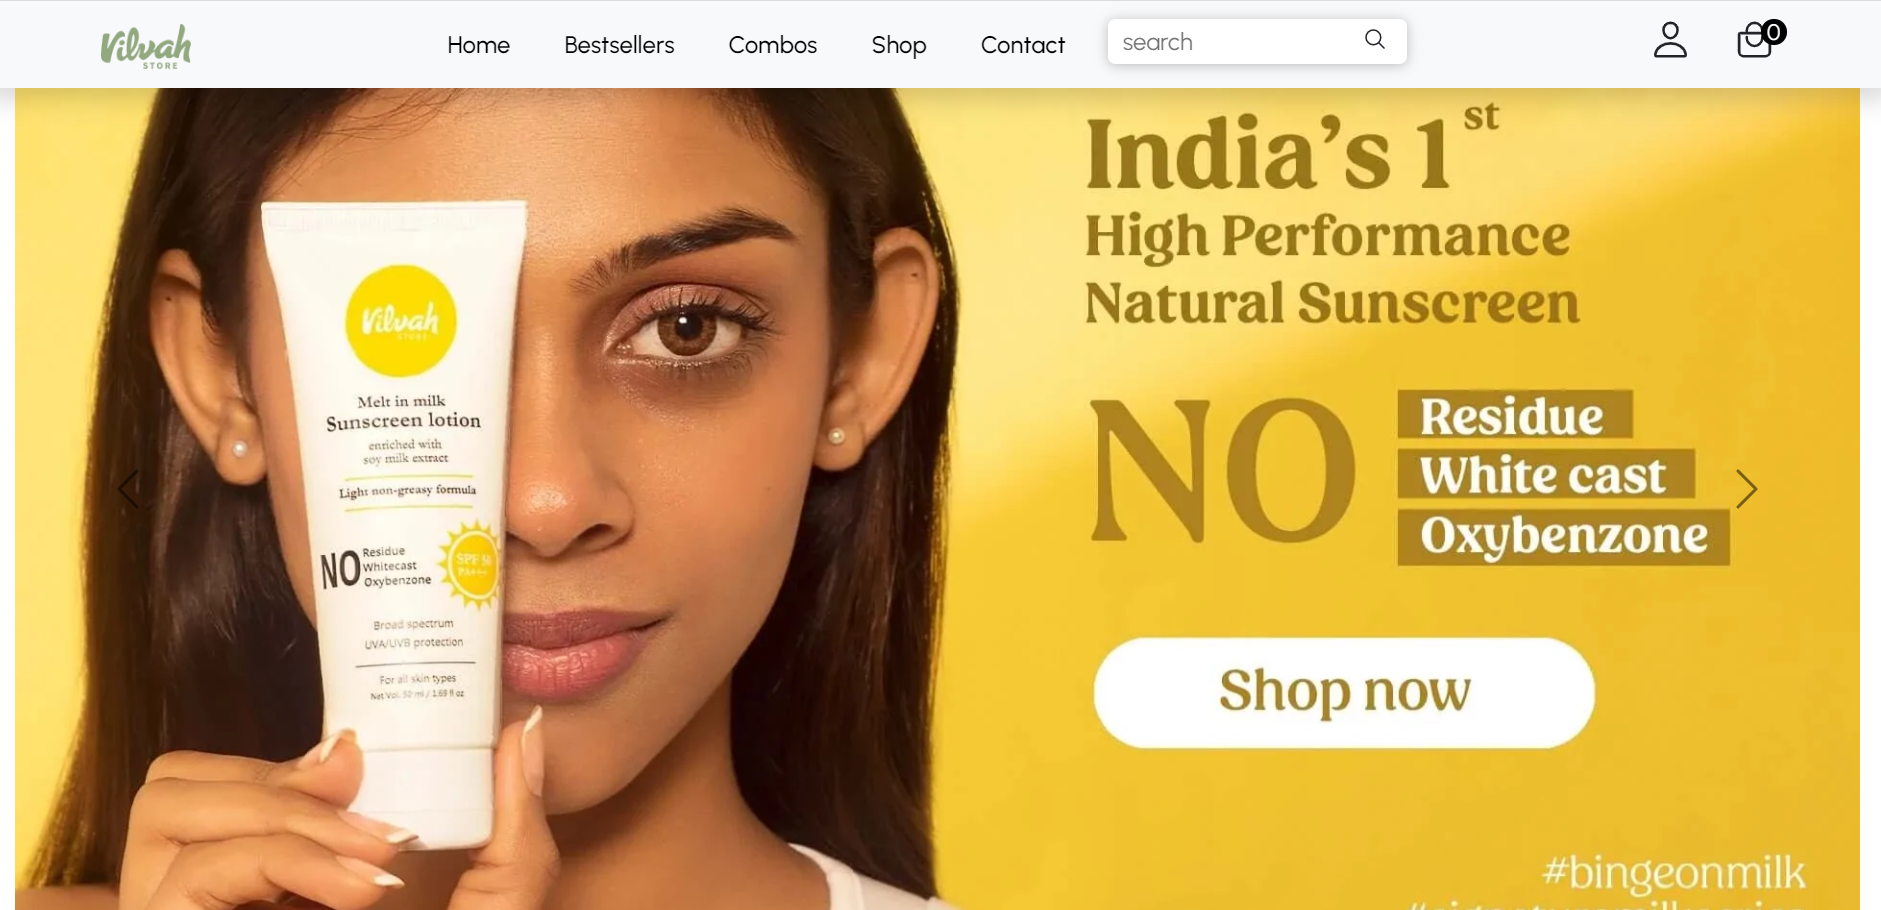 Vilvah
STORE
Home
Bestsellers
Combos
Shop
Contact
search
0
India's 1st
High Performance
Natural Sunscreen
NO
Residue
White cast
Oxybenzone
Shop now
#bingeonmilk
Vilvah
STORE
Melt in milk
Sunscreen lotion
enriched with
soy milk extract
Light non-greasy formula
NO
Residue
Whitecast
Oxybenzone
SPF 50
PA+++
Broad spectrum
UVA/UVB protection
For all skin types
Net Vol. 50 ml / 1.69 fl oz